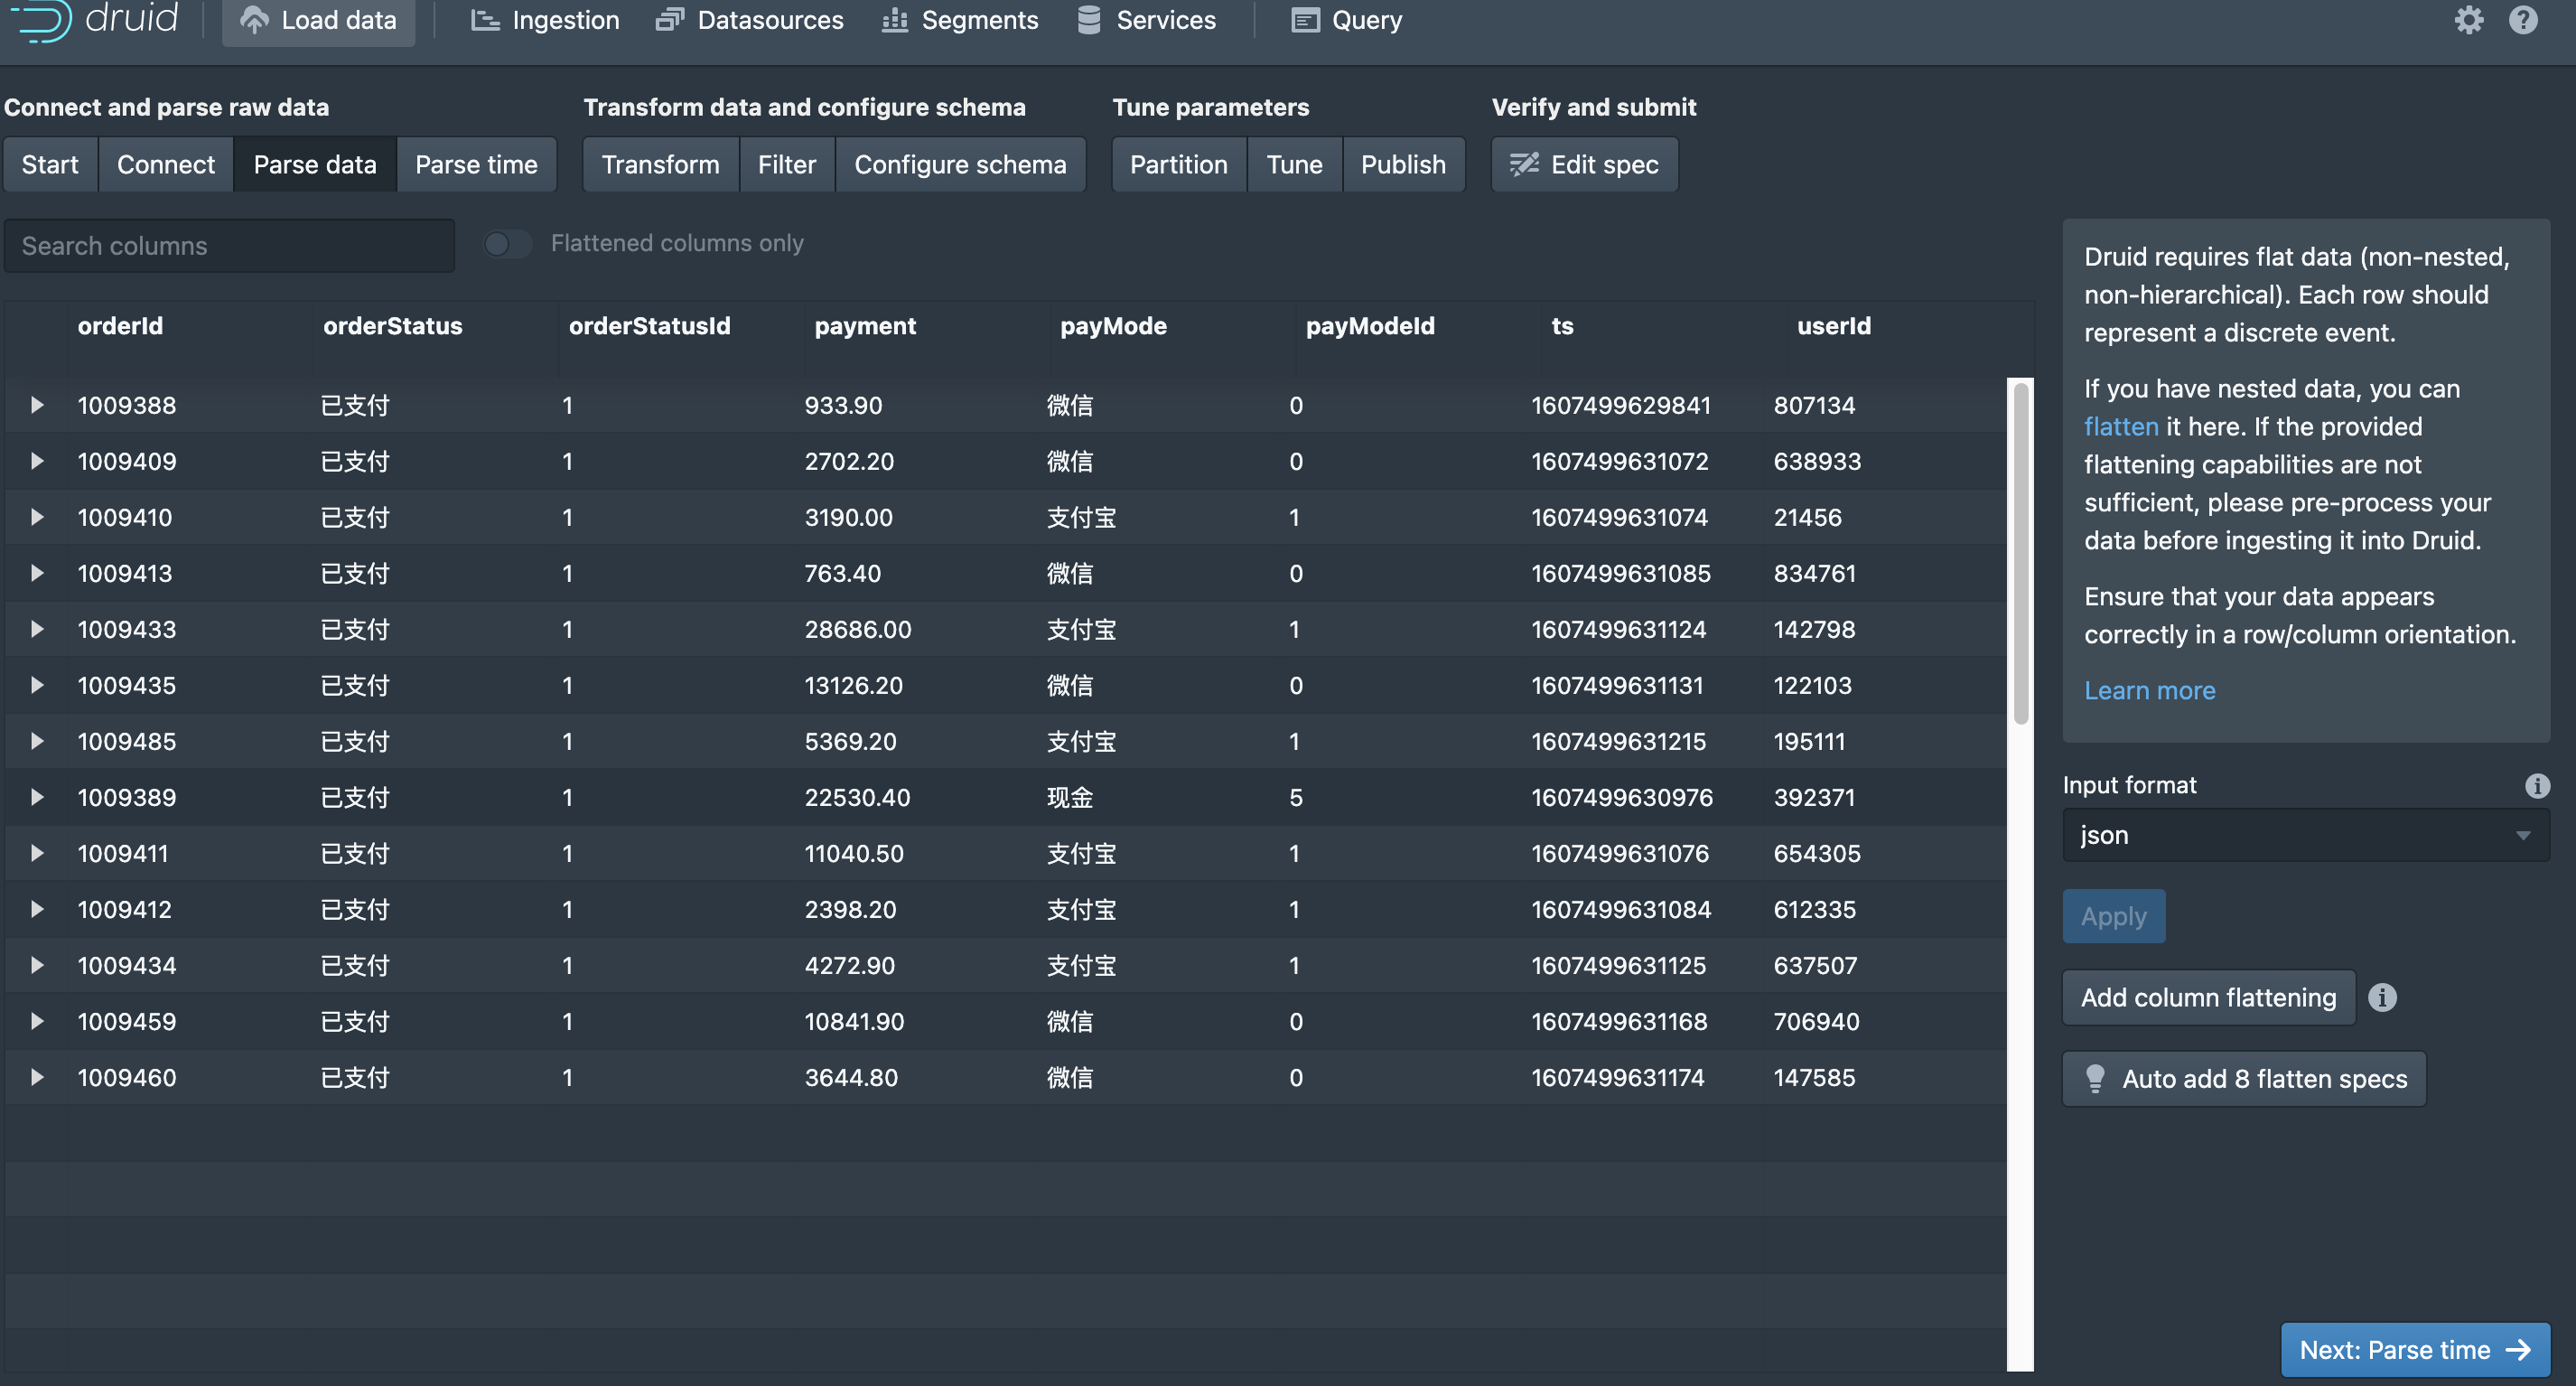 druid Load data Ingestion Datasources Segments Services Query
Connect and parse raw data Transform data and configure schema Tune parameters Verify and submit
Start Connect Parse data Parse time Transform Filter Configure schema Partition Tune Publish Edit spec
Search columns Flattened columns only
orderId orderStatus orderStatusId payment payMode payModeId ts userId
1009388 已支付 1 933.90 微信 0 1607499629841 807134
1009409 已支付 1 2702.20 微信 0 1607499631072 638933
1009410 已支付 1 3190.00 支付宝 1 1607499631074 21456
1009413 已支付 1 763.40 微信 0 1607499631085 834761
1009433 已支付 1 28686.00 支付宝 1 1607499631124 142798
1009435 已支付 1 13126.20 微信 0 1607499631131 122103
1009485 已支付 1 5369.20 支付宝 1 1607499631215 195111
1009389 已支付 1 22530.40 现金 5 1607499630976 392371
1009411 已支付 1 11040.50 支付宝 1 1607499631076 654305
1009412 已支付 1 2398.20 支付宝 1 1607499631084 612335
1009434 已支付 1 4272.90 支付宝 1 1607499631125 637507
1009459 已支付 1 10841.90 微信 0 1607499631168 706940
1009460 已支付 1 3644.80 微信 0 1607499631174 147585
Druid requires flat data (non-nested,
non-hierarchical). Each row should
represent a discrete event.
If you have nested data, you can
flatten it here. If the provided
flattening capabilities are not
sufficient, please pre-process your
data before ingesting it into Druid.
Ensure that your data appears
correctly in a row/column orientation.
Learn more
Input format
json
Apply
Add column flattening
Auto add 8 flatten specs
Next: Parse time